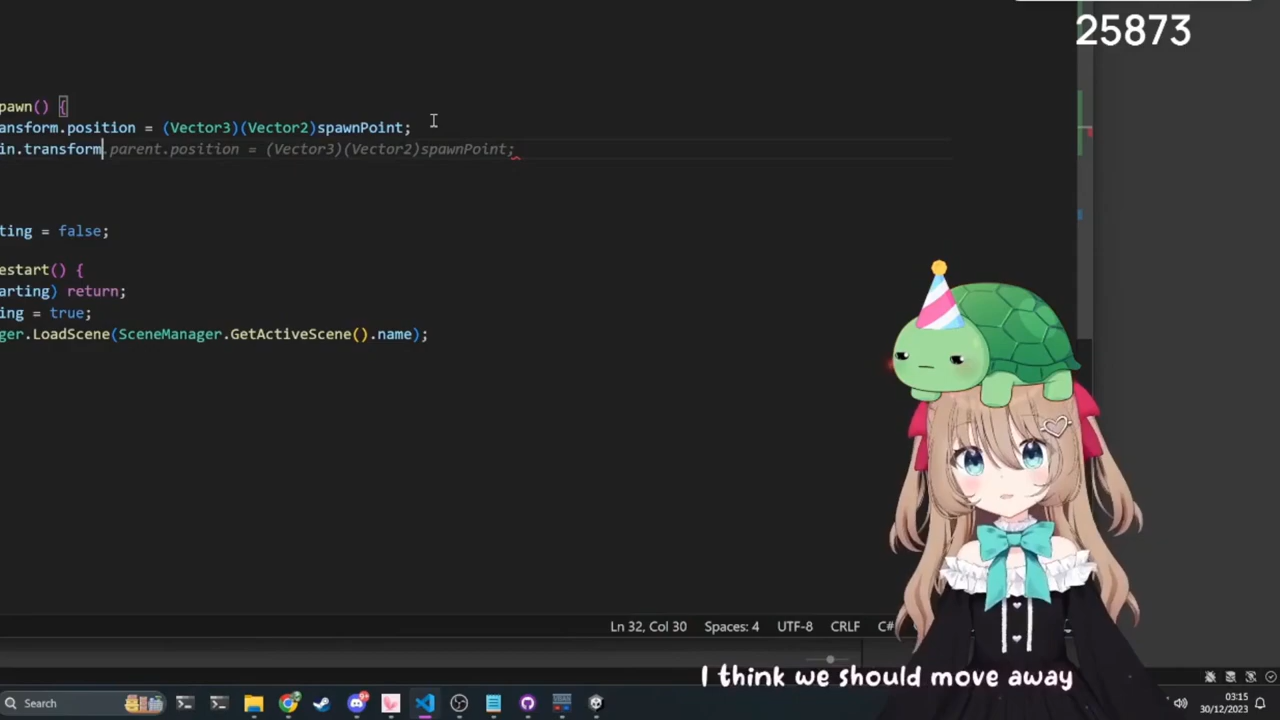 25873
pawn() {
ansform.position = (Vector3)(Vector2)spawnPoint;
in.transform.parent.position = (Vector3)(Vector2)spawnPoint;
ting = false;
estart() {
arting) return;
ing = true;
ger.LoadScene(SceneManager.GetActiveScene().name);
Ln 32, Col 30 Spaces: 4 UTF-8 CRLF C#
I think we should move away
Search
03:15
30/12/2023